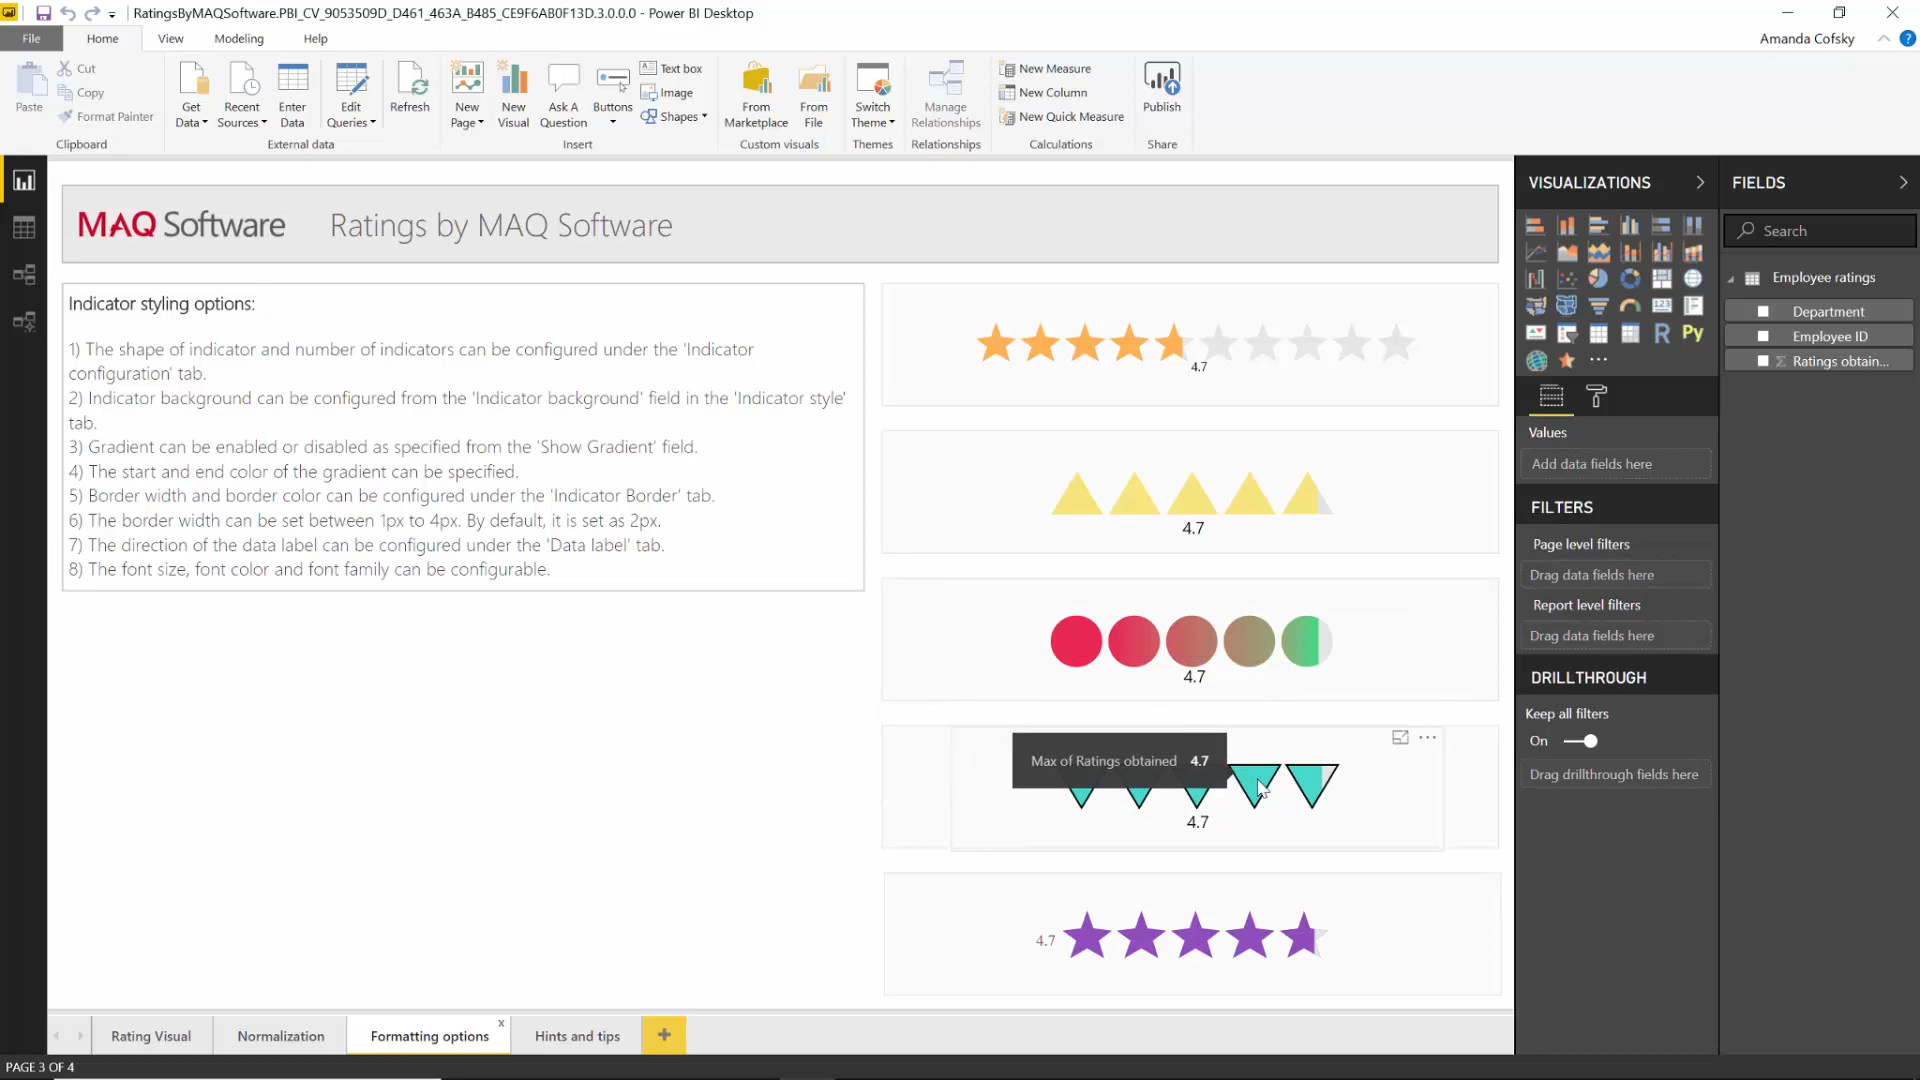 RatingsByMAQSoftware.PBI_CV_9053509D_D461_463A_B485_CE9F6AB0F13D.3.0.0.0 - Power BI Desktop
File
Home
View
Modeling
Help
Amanda Cofsky
?
Paste
Cut
Copy
Format Painter
Clipboard
Get Data
Recent Sources
Enter Data
Edit Queries
Refresh
External data
New Page
New Visual
Ask A Question
Buttons
Text box
Image
Shapes
Insert
From Marketplace
From File
Custom visuals
Switch Theme
Themes
Manage Relationships
Relationships
New Measure
New Column
New Quick Measure
Calculations
Publish
Share
MAQ Software
Ratings by MAQ Software
Indicator styling options:
1) The shape of indicator and number of indicators can be configured under the 'Indicator
configuration' tab.
2) Indicator background can be configured from the 'Indicator background' field in the 'Indicator style'
tab.
3) Gradient can be enabled or disabled as specified from the 'Show Gradient' field.
4) The start and end color of the gradient can be specified.
5) Border width and border color can be configured under the 'Indicator Border' tab.
6) The border width can be set between 1px to 4px. By default, it is set as 2px.
7) The direction of the data label can be configured under the 'Data label' tab.
8) The font size, font color and font family can be configurable.
4.7
4.7
4.7
Max of Ratings obtained 4.7
4.7
4.7
VISUALIZATIONS
R
Py
123
Values
Add data fields here
FILTERS
Page level filters
Drag data fields here
Report level filters
Drag data fields here
DRILLTHROUGH
Keep all filters
On
Drag drillthrough fields here
FIELDS
Search
Employee ratings
Department
Employee ID
Σ Ratings obtain...
Rating Visual
Normalization
Formatting options
x
Hints and tips
+
PAGE 3 OF 4